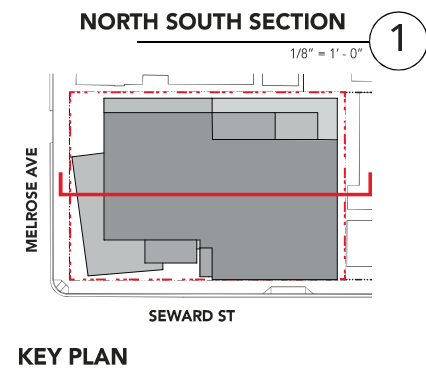 NORTH SOUTH SECTION
1
1/8" = 1' - 0"
MELROSE AVE
SEWARD ST
KEY PLAN